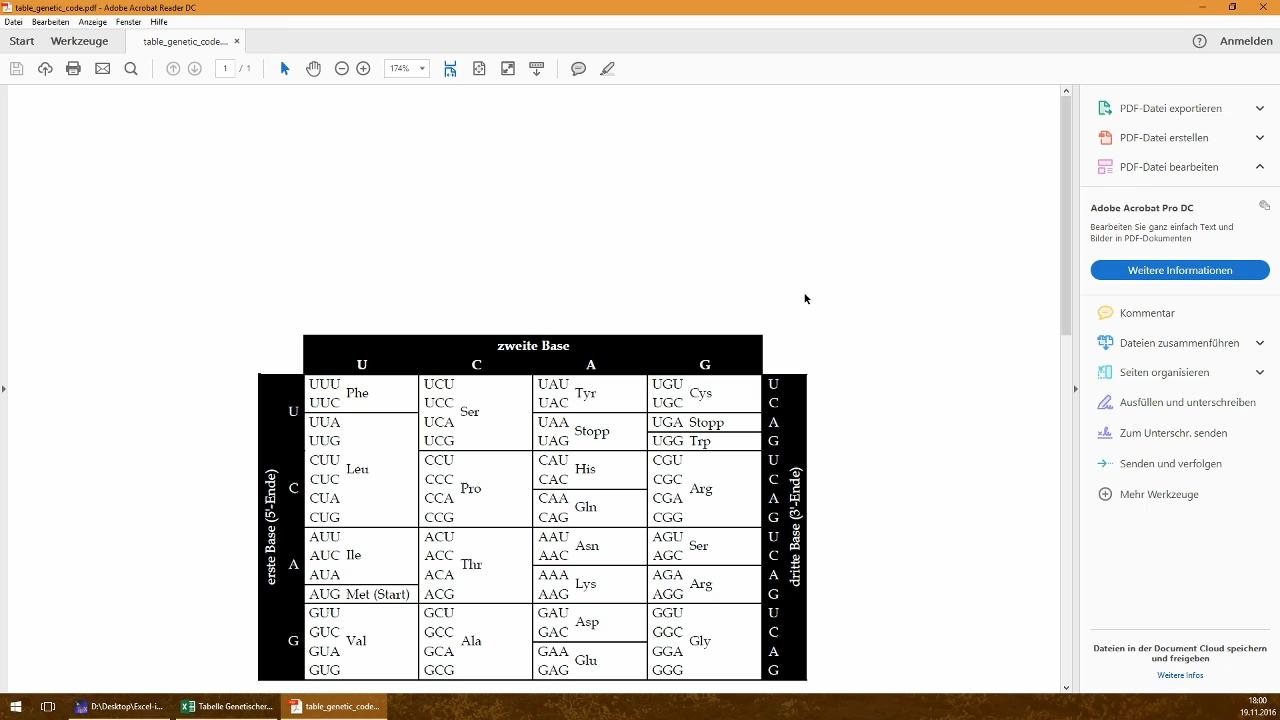 table_genetic_code.pdf - Adobe Acrobat Reader DC
Datei Bearbeiten Anzeige Fenster Hilfe
Start Werkzeuge table_genetic_code.... × Anmelden
1 / 1 174%
PDF-Datei exportieren
PDF-Datei erstellen
PDF-Datei bearbeiten
Adobe Acrobat Pro DC
Bearbeiten Sie ganz einfach Text und
Bilder in PDF-Dokumenten
Weitere Informationen
Kommentar
Dateien zusammenführen
Seiten organisieren
Ausfüllen und unterschreiben
Zum Unterschr. senden
Senden und verfolgen
Mehr Werkzeuge
Dateien in der Document Cloud speichern
und freigeben
Weitere Infos
zweite Base
U C A G
erste Base (5'-Ende)
dritte Base (3'-Ende)
U
UUU Phe UCU Ser UAU Tyr UGU Cys U
UUC UCC UAC UGC C
UUA Leu UCA UAA Stopp UGA Stopp A
UUG UCG UAG UGG Trp G
C
CUU CCU Pro CAU His CGU Arg U
CUC CCC CAC CGC C
CUA CCA CAA Gln CGA A
CUG CCG CAG CGG G
A
AUU Ile ACU Thr AAU Asn AGU Ser U
AUC ACC AAC AGC C
AUA ACA AAA Lys AGA Arg A
AUG Met (Start) ACG AAG AGG G
G
GUU Val GCU Ala GAU Asp GGU Gly U
GUC GCC GAC GGC C
GUA GCA GAA Glu GGA A
GUG GCG GAG GGG G
D:\Desktop\Excel-i... Tabelle Genetischer... table_genetic_code...
18:00
19.11.2016